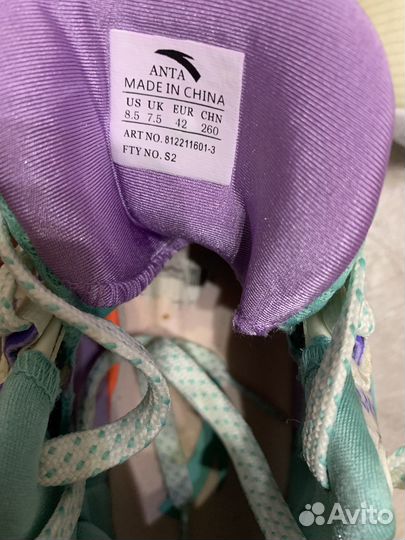 ANTA
MADE IN CHINA
US UK EUR CHN
8.5 7.5 42 260
ART NO. 812211601-3
FTY NO. S2
Avito